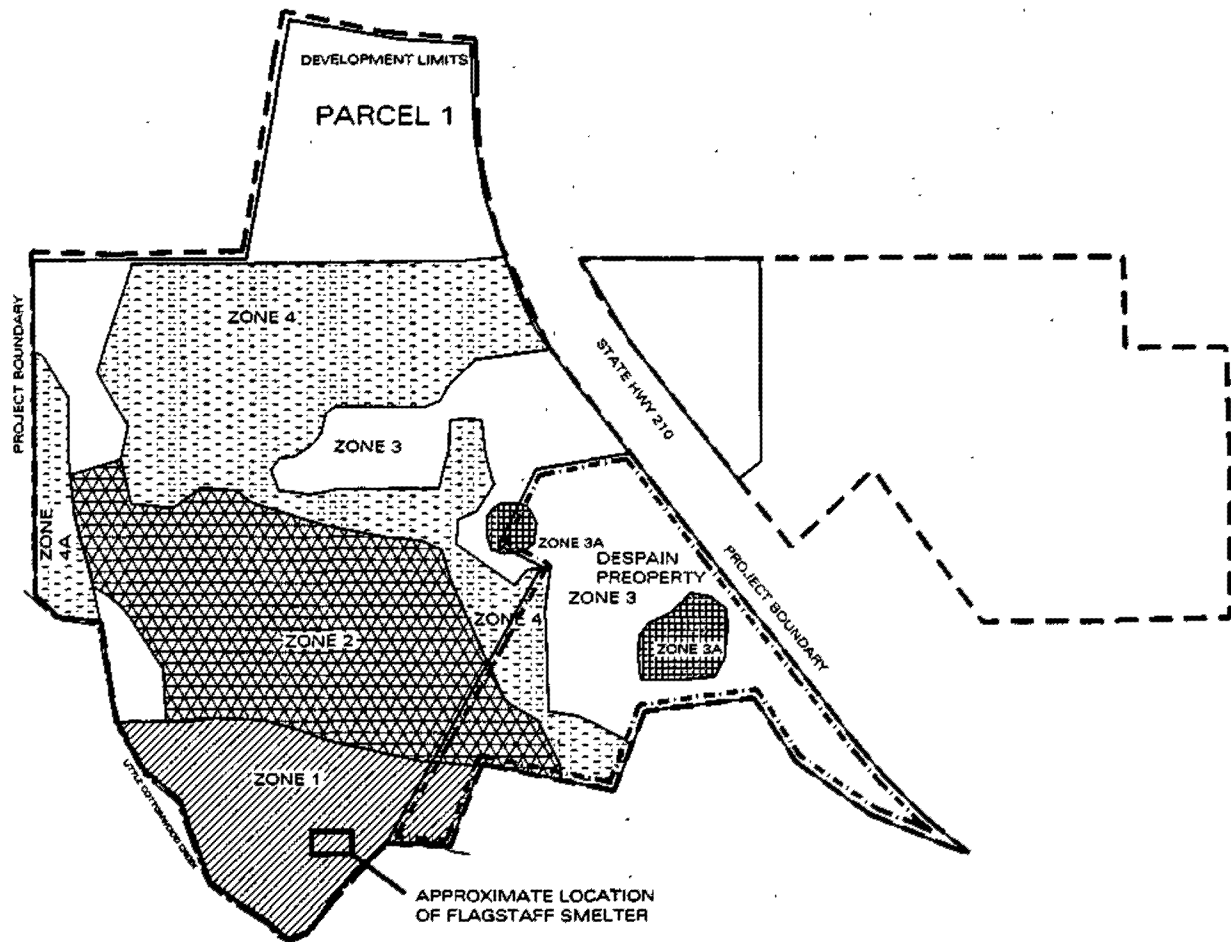 DEVELOPMENT LIMITS
PARCEL 1
ZONE 4
PROJECT BOUNDARY
STATE HWY 210
ZONE 3
ZONE
4A
ZONE 3A
DESPAIN
PREOPERTY
ZONE 3
PROJECT BOUNDARY
ZONE 4
ZONE 2
ZONE 3A
ZONE 1
LITTLE COTTONWOOD CREEK
APPROXIMATE LOCATION
OF FLAGSTAFF SMELTER